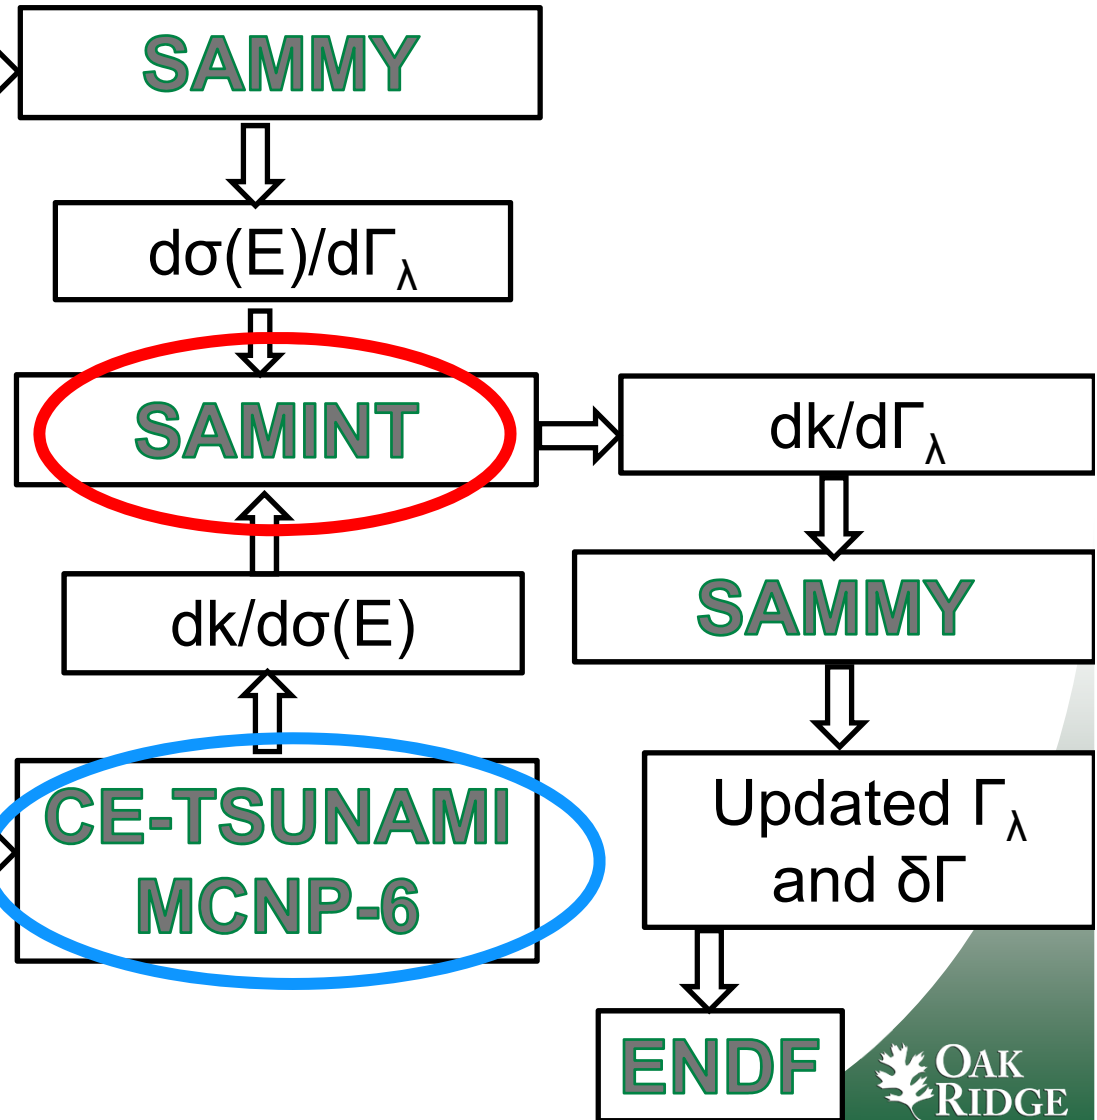 SAMMY
dσ(E)/dΓλ
SAMINT
dk/dΓλ
dk/dσ(E)
SAMMY
CE-TSUNAMI
MCNP-6
Updated Γλ
and δΓ
ENDF
OAK
RIDGE